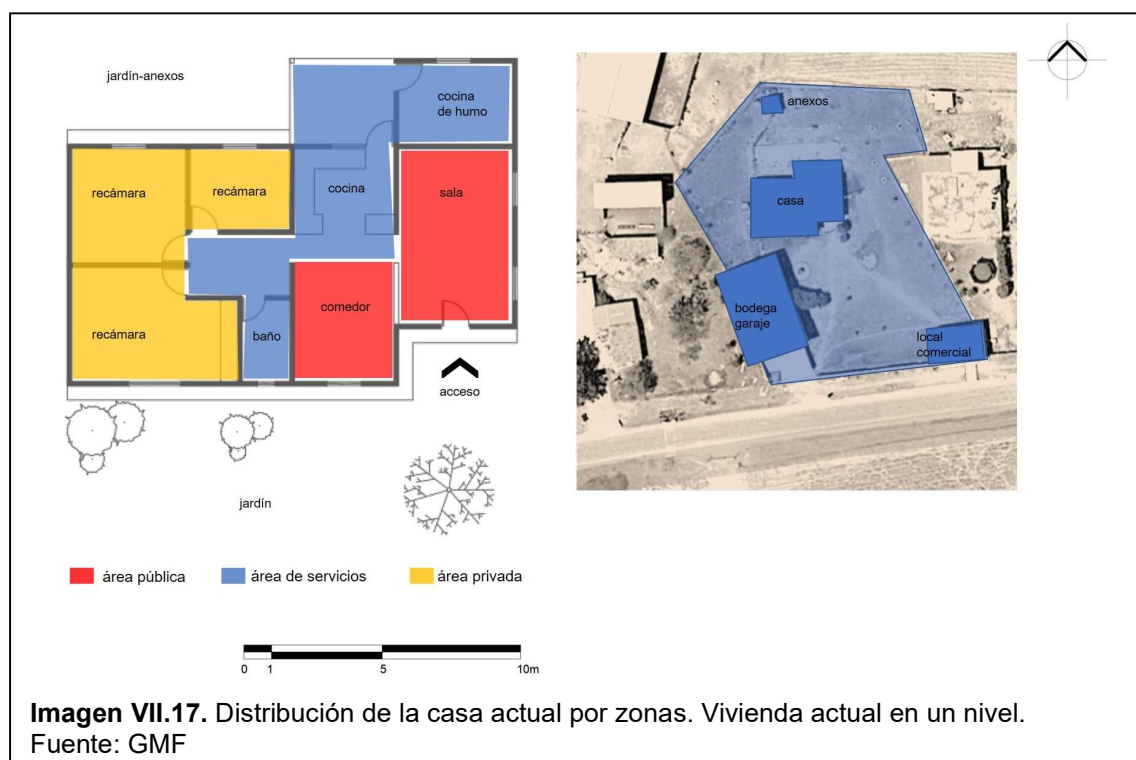 jardín-anexos
cocina
de humo
recámara
recámara
cocina
sala
recámara
baño
comedor
acceso
jardín
área pública
área de servicios
área privada
0 1 5 10m
anexos
casa
bodega
garaje
local
comercial
Imagen VII.17. Distribución de la casa actual por zonas. Vivienda actual en un nivel.
Fuente: GMF